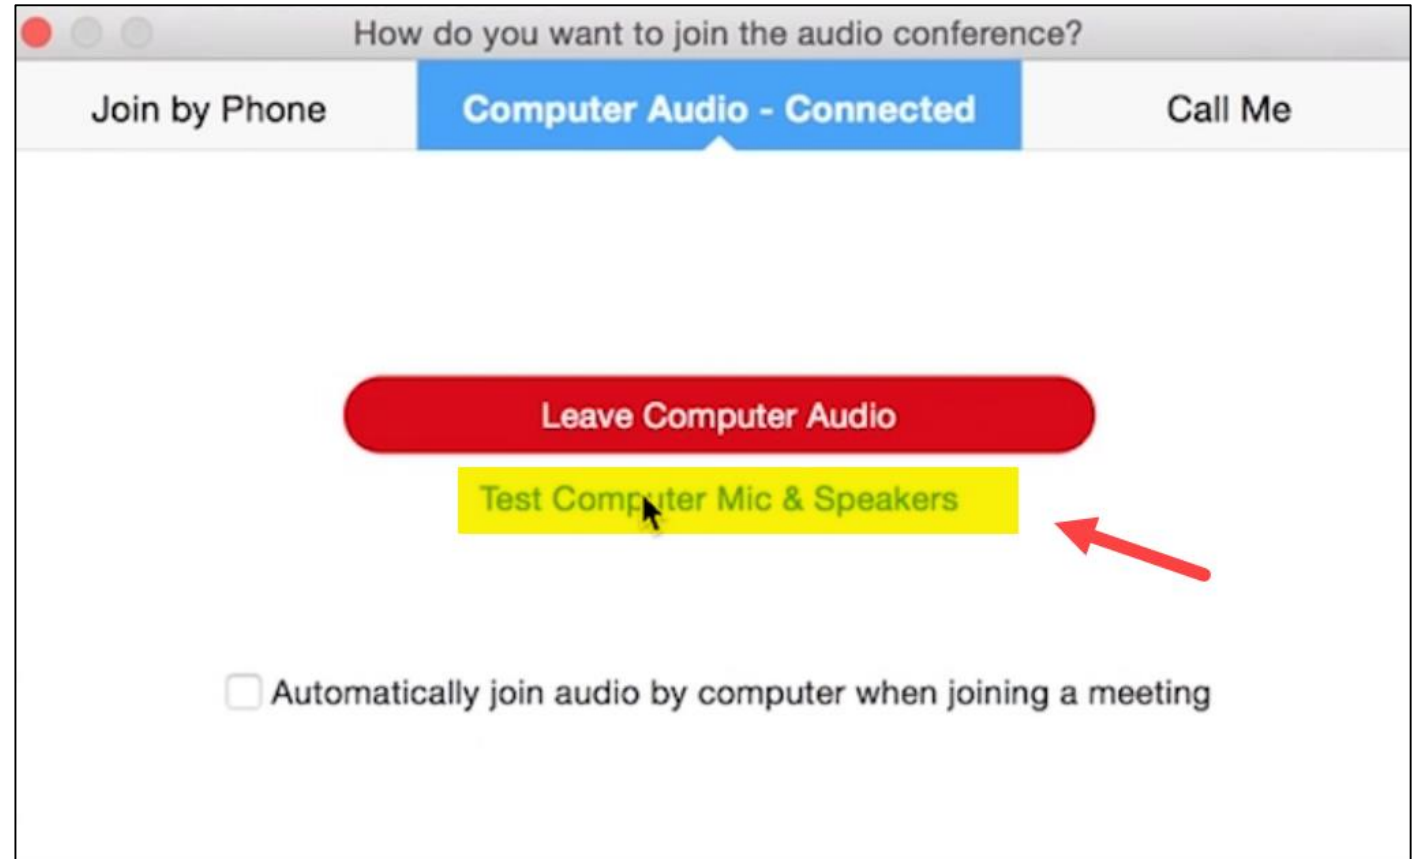 How do you want to join the audio conference?
Join by Phone
Computer Audio - Connected
Call Me
Leave Computer Audio
Test Computer Mic & Speakers
Automatically join audio by computer when joining a meeting